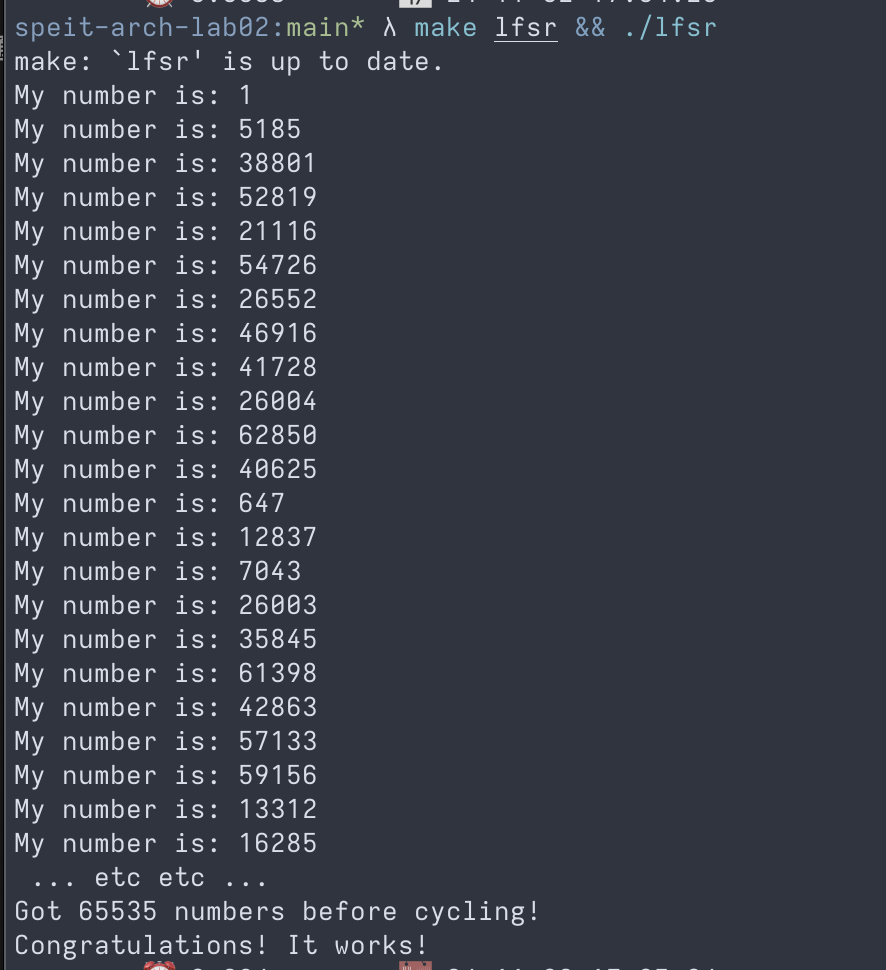 speit-arch-lab02:main* λ make lfsr && ./lfsr
make: `lfsr' is up to date.
My number is: 1
My number is: 5185
My number is: 38801
My number is: 52819
My number is: 21116
My number is: 54726
My number is: 26552
My number is: 46916
My number is: 41728
My number is: 26004
My number is: 62850
My number is: 40625
My number is: 647
My number is: 12837
My number is: 7043
My number is: 26003
My number is: 35845
My number is: 61398
My number is: 42863
My number is: 57133
My number is: 59156
My number is: 13312
My number is: 16285
... etc etc ...
Got 65535 numbers before cycling!
Congratulations! It works!